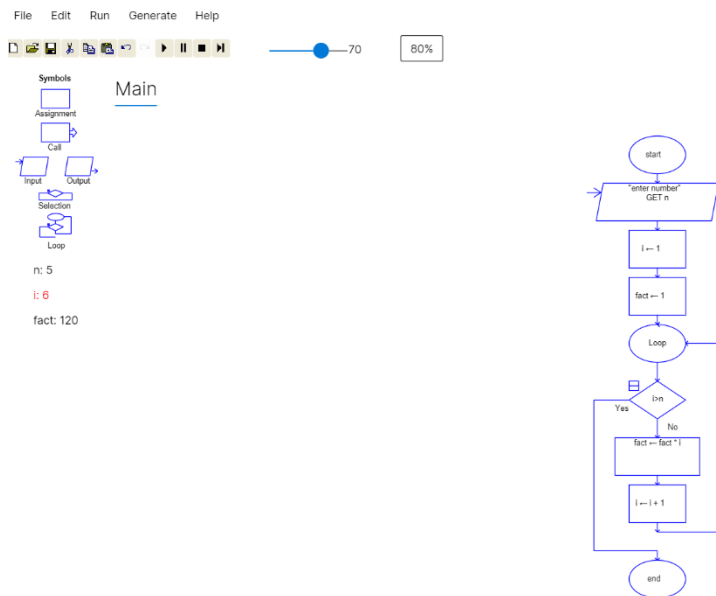 File Edit Run Generate Help
70
80%
Symbols
Assignment
Call
Input Output
Selection
Loop
n: 5
i: 6
fact: 120
Main
start
"enter number"
GET n
i ← 1
fact ← 1
Loop
i>n
Yes
No
fact ← fact * i
i ← i + 1
end